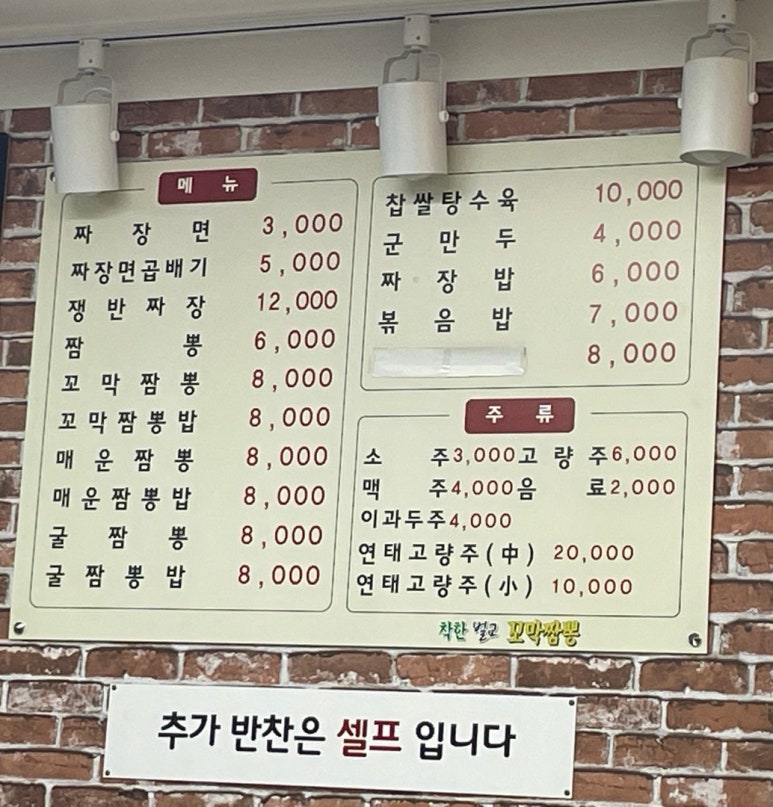 메 뉴
짜 장 면 3,000
짜장면곱배기 5,000
쟁 반 짜 장 12,000
짬 뽕 6,000
꼬 막 짬 뽕 8,000
꼬막짬뽕밥 8,000
매 운 짬 뽕 8,000
매운짬뽕밥 8,000
굴 짬 뽕 8,000
굴 짬 뽕 밥 8,000
찹쌀탕수육 10,000
군 만 두 4,000
짜 장 밥 6,000
볶 음 밥 7,000
8,000
주 류
소 주3,000고 량 주6,000
맥 주4,000음 료2,000
이과두주4,000
연태고량주(中) 20,000
연태고량주(小) 10,000
착한 벌교 꼬막짬뽕
추가 반찬은 셀프 입니다